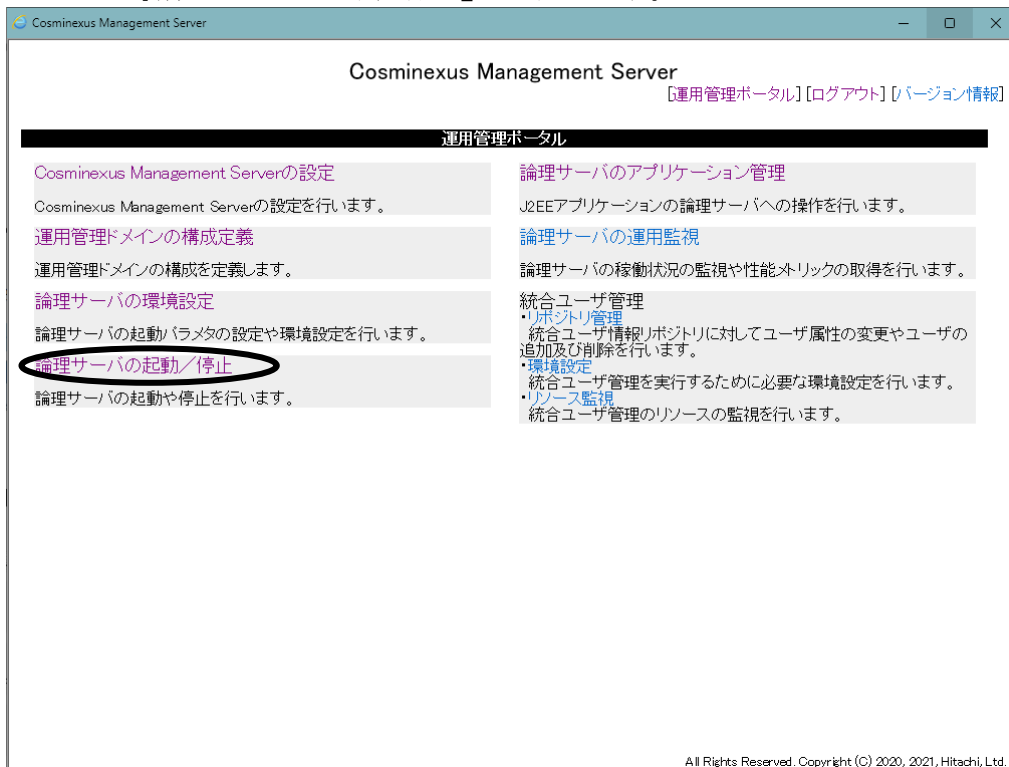 Cosminexus Management Server
Cosminexus Management Server
[運用管理ポータル] [ログアウト] [バージョン情報]
運用管理ポータル
Cosminexus Management Serverの設定
Cosminexus Management Serverの設定を行います。
運用管理ドメインの構成定義
運用管理ドメインの構成を定義します。
論理サーバの環境設定
論理サーバの起動パラメタの設定や環境設定を行います。
論理サーバの起動／停止
論理サーバの起動や停止を行います。
論理サーバのアプリケーション管理
J2EEアプリケーションの論理サーバへの操作を行います。
論理サーバの運用監視
論理サーバの稼働状況の監視や性能メトリックの取得を行います。
統合ユーザ管理
・リポジトリ管理
統合ユーザ情報リポジトリに対してユーザ属性の変更やユーザの
追加及び削除を行います。
・環境設定
統合ユーザ管理を実行するために必要な環境設定を行います。
・リソース監視
統合ユーザ管理のリソースの監視を行います。
All Rights Reserved. Copyright (C) 2020, 2021, Hitachi, Ltd.